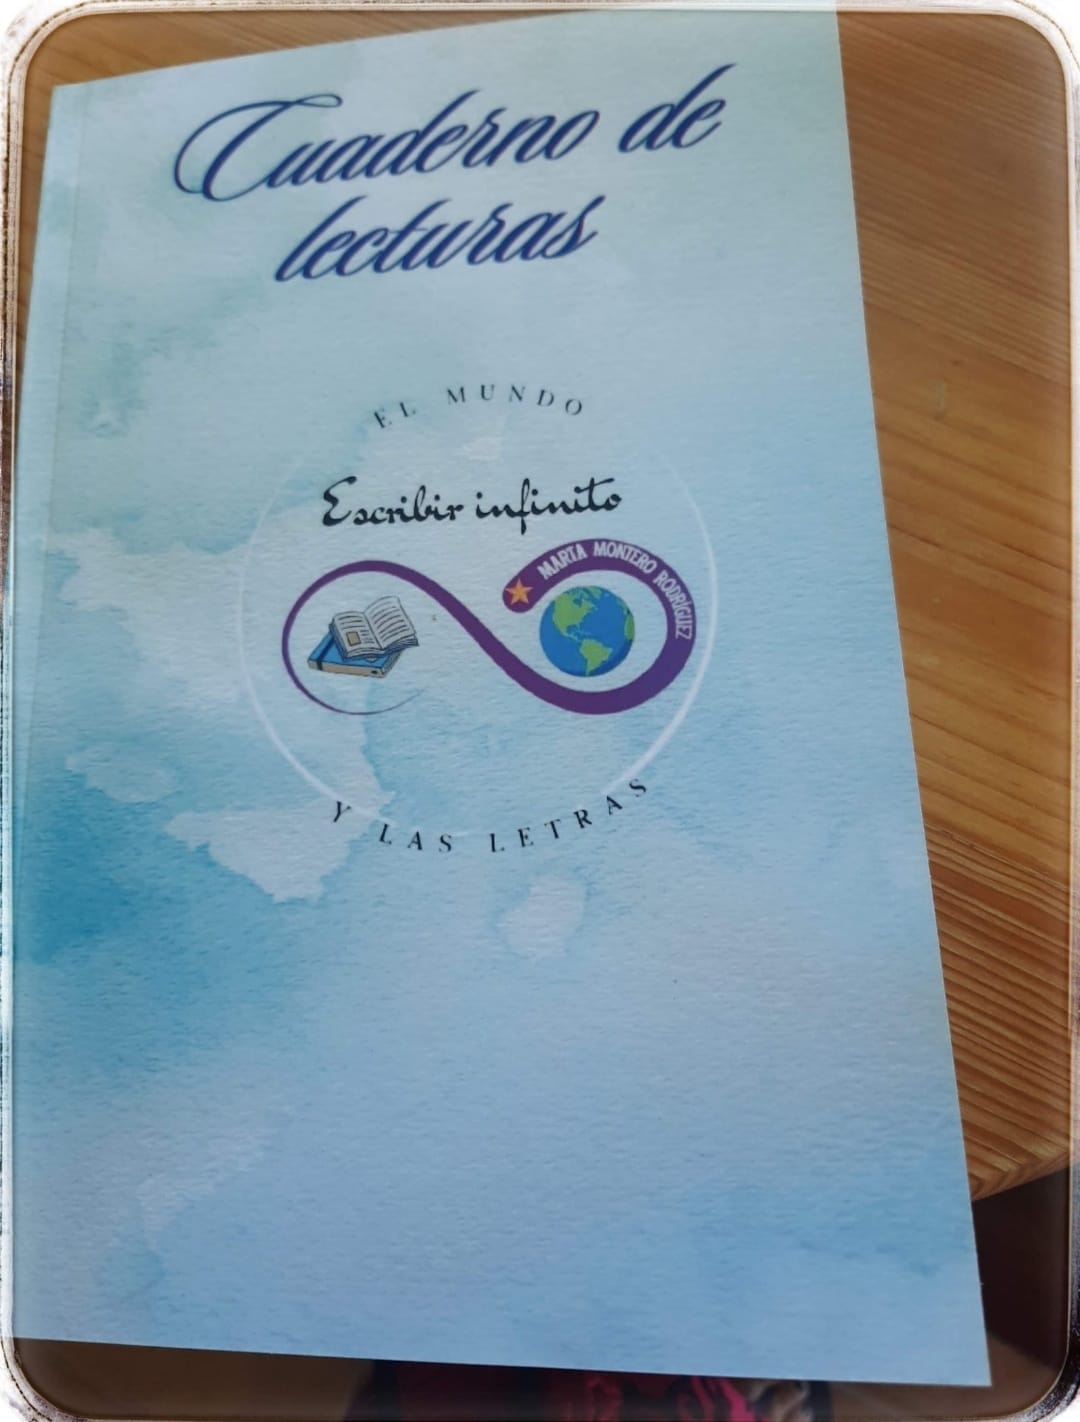 Cuaderno de
lecturas
EL MUNDO
Escribir infinito
MARTA MONTERO RODRÍGUEZ
Y LAS LETRAS